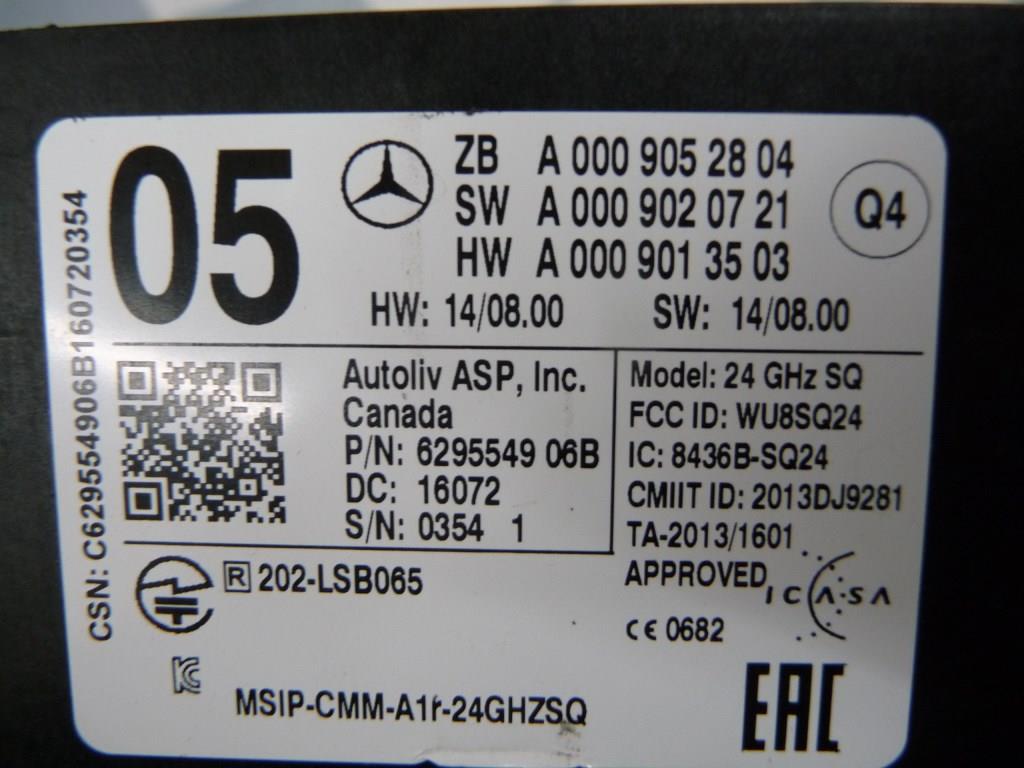 05
ZB A 000 905 28 04
SW A 000 902 07 21
HW A 000 901 35 03
Q4
HW: 14/08.00 SW: 14/08.00
CSN: C629554906B160720354
Autoliv ASP, Inc.
Canada
P/N: 6295549 06B
DC: 16072
S/N: 0354 1
Model: 24 GHz SQ
FCC ID: WU8SQ24
IC: 8436B-SQ24
CMIIT ID: 2013DJ9281
TA-2013/1601
APPROVED
ICASA
R 202-LSB065
CE 0682
KC
MSIP-CMM-A1r-24GHZSQ
EAC